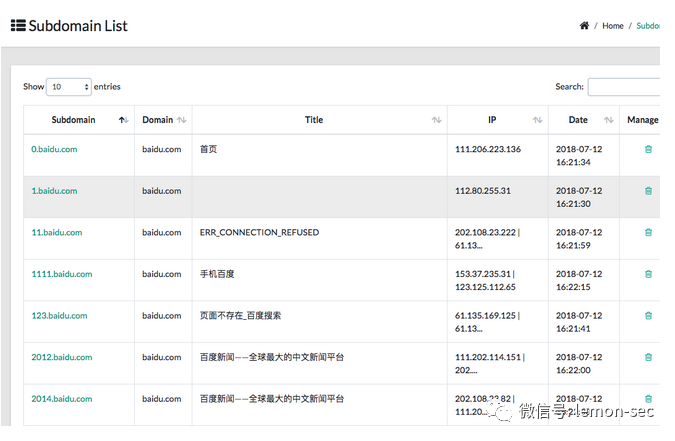 Subdomain List
/ Home / Subdo
Show 10 entries
Search:
Subdomain Domain Title IP Date Manage
0.baidu.com baidu.com 首页 111.206.223.136 2018-07-12
16:21:34
1.baidu.com baidu.com 112.80.255.31 2018-07-12
16:21:30
11.baidu.com baidu.com ERR_CONNECTION_REFUSED 202.108.23.222 | 2018-07-12
61.13... 16:21:59
1111.baidu.com baidu.com 手机百度 153.37.235.31 | 2018-07-12
123.125.112.65 16:22:15
123.baidu.com baidu.com 页面不存在_百度搜索 61.135.169.125 | 2018-07-12
61.13... 16:21:41
2012.baidu.com baidu.com 百度新闻——全球最大的中文新闻平台 111.202.114.151 | 2018-07-12
202.... 16:22:00
2014.baidu.com baidu.com 百度新闻——全球最大的中文新闻平台 2018-07-12
111.20...
微信号: lemon-sec